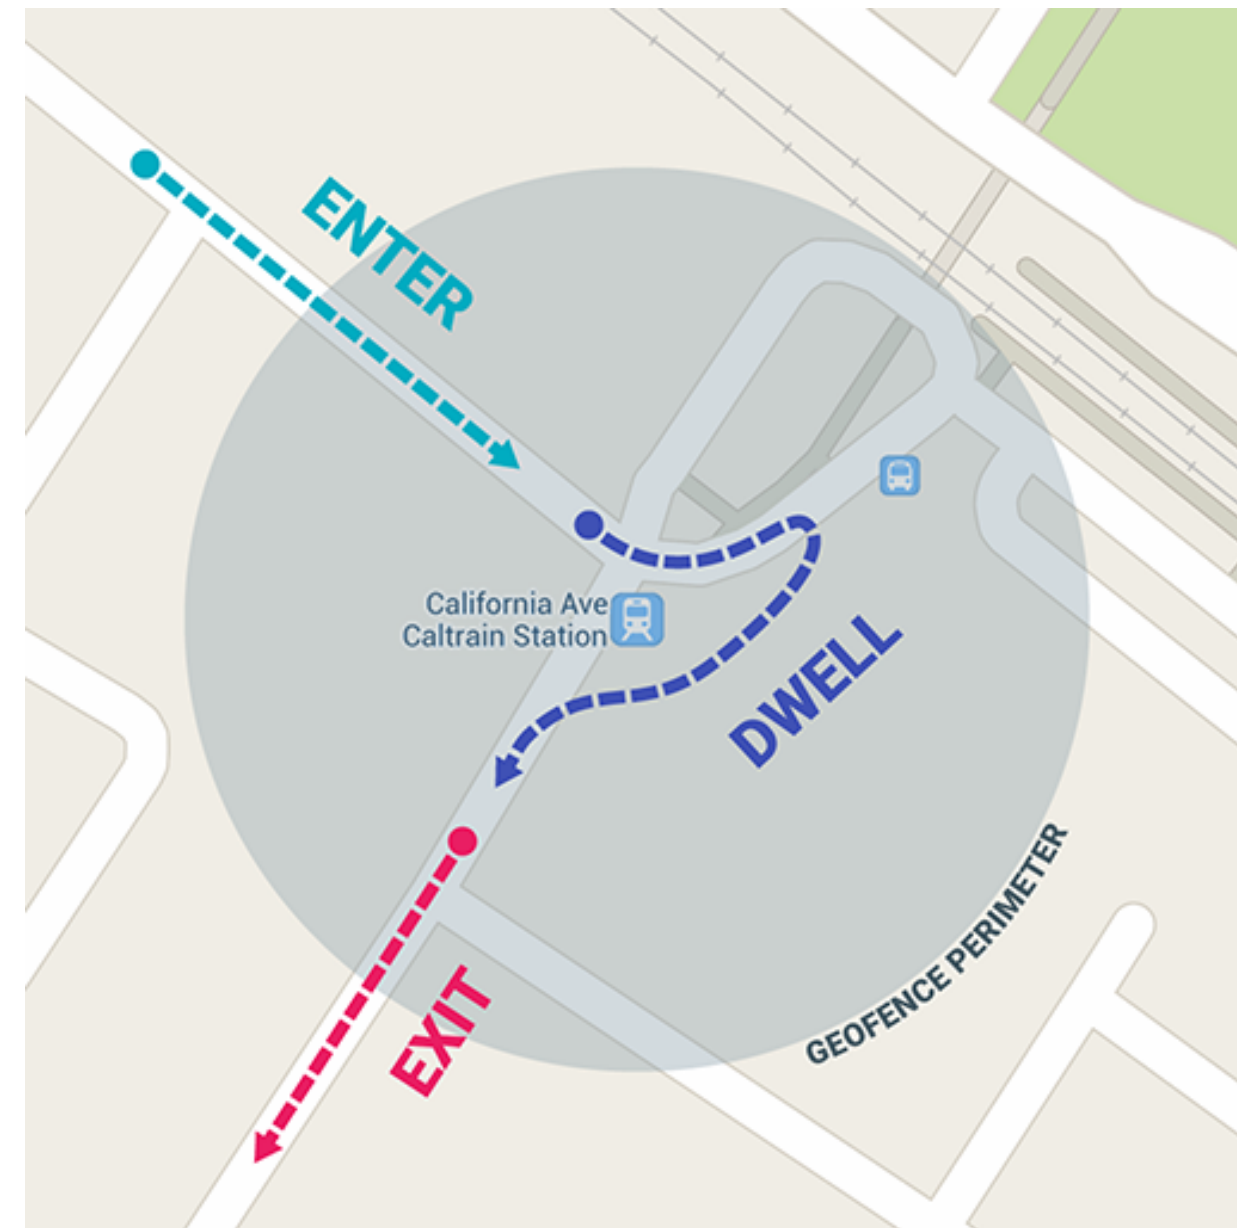 ENTER
California Ave
Caltrain Station
DWELL
GEOFENCE PERIMETER
EXIT